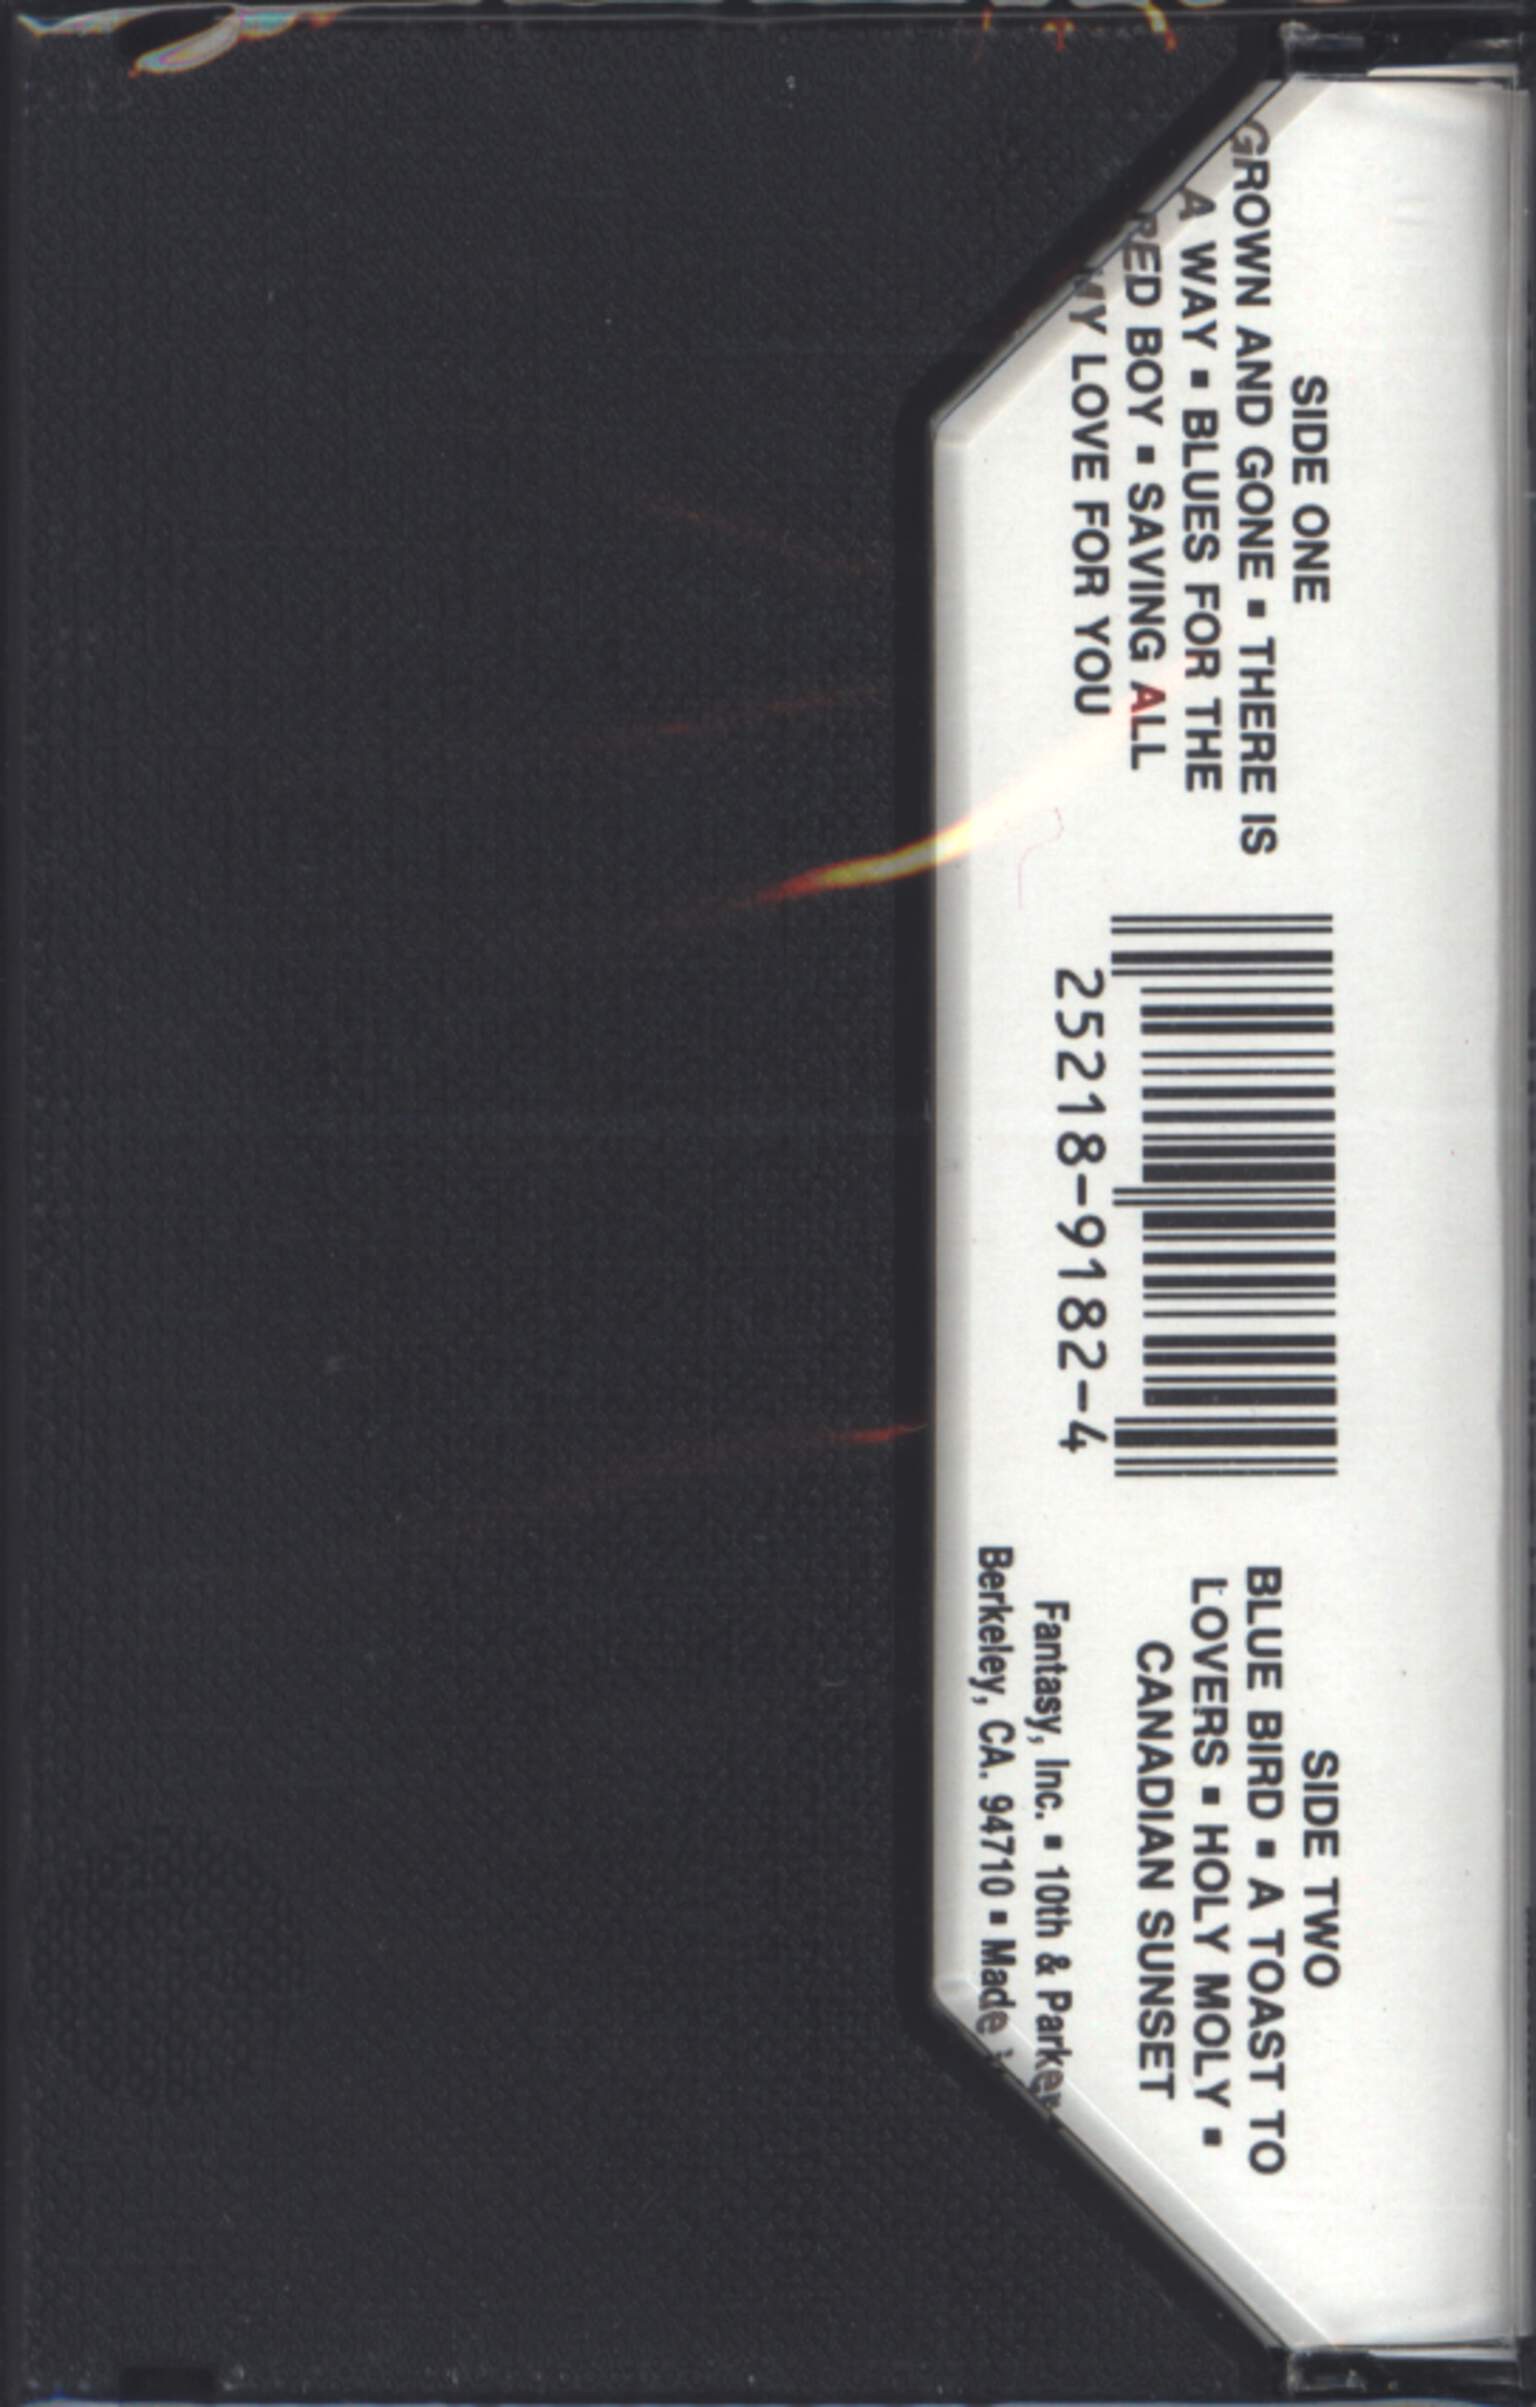 SIDE ONE
GROWN AND GONE ▪ THERE IS
A WAY ▪ BLUES FOR THE
RED BOY ▪ SAVING ALL
MY LOVE FOR YOU
25218-9182-4
SIDE TWO
BLUE BIRD ▪ A TOAST TO
LOVERS ▪ HOLY MOLY ▪
CANADIAN SUNSET
Fantasy, Inc. ▪ 10th & Parker
Berkeley, CA. 94710 ▪ Made